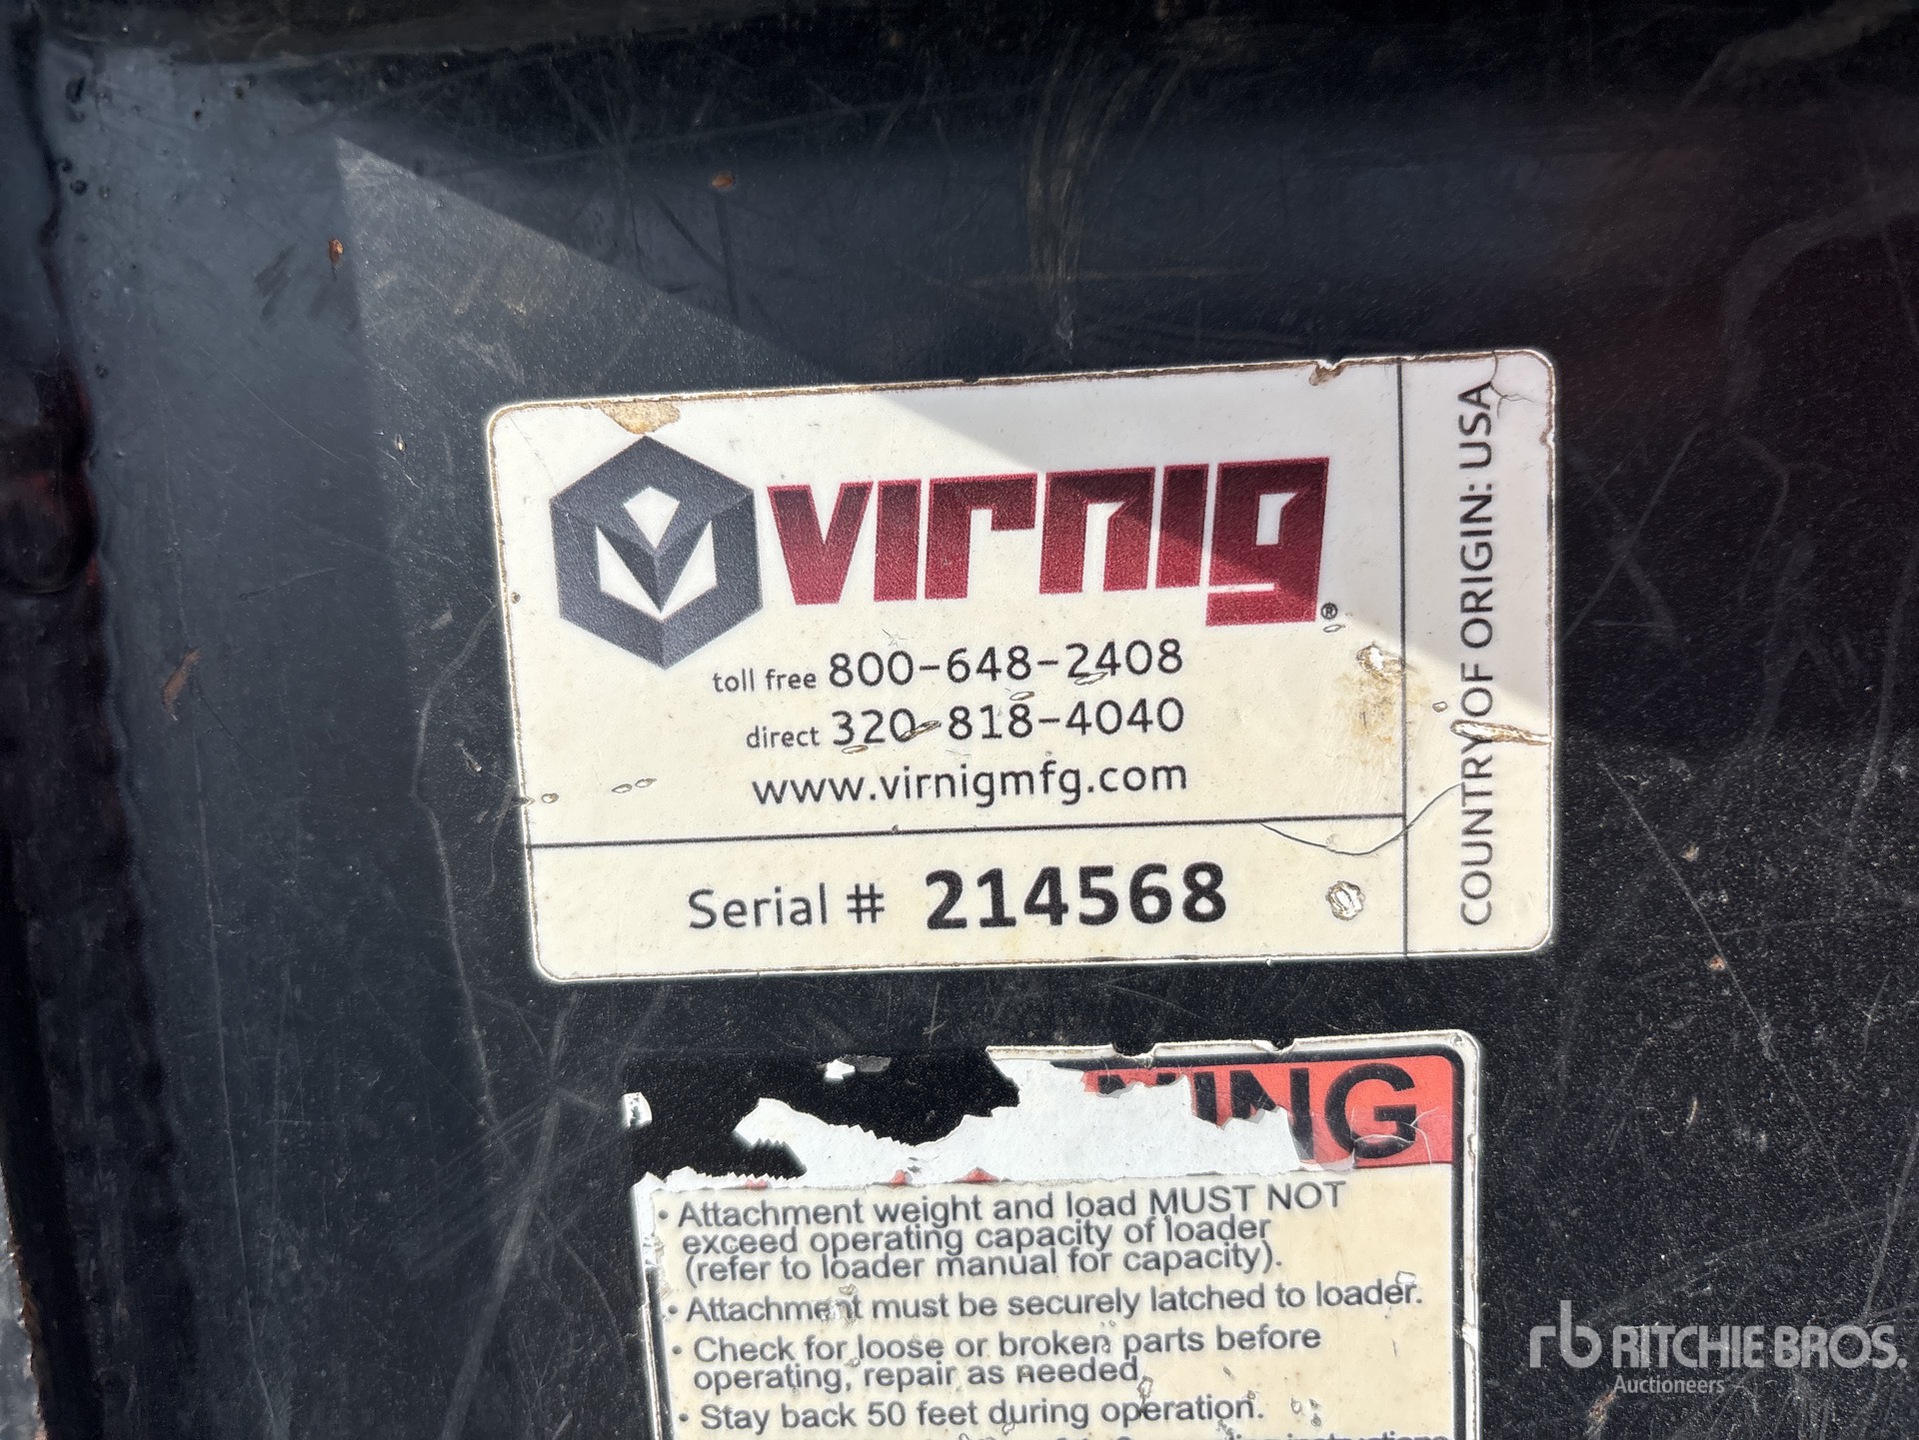 virnig®
toll free 800-648-2408
direct 320-818-4040
www.virnigmfg.com
Serial # 214568
COUNTRY OF ORIGIN: USA
• Attachment weight and load MUST NOT
exceed operating capacity of loader
(refer to loader manual for capacity).
• Attachment must be securely latched to loader.
• Check for loose or broken parts before
operating, repair as needed.
• Stay back 50 feet during operation.
rb RITCHIE BROS.
Auctioneers